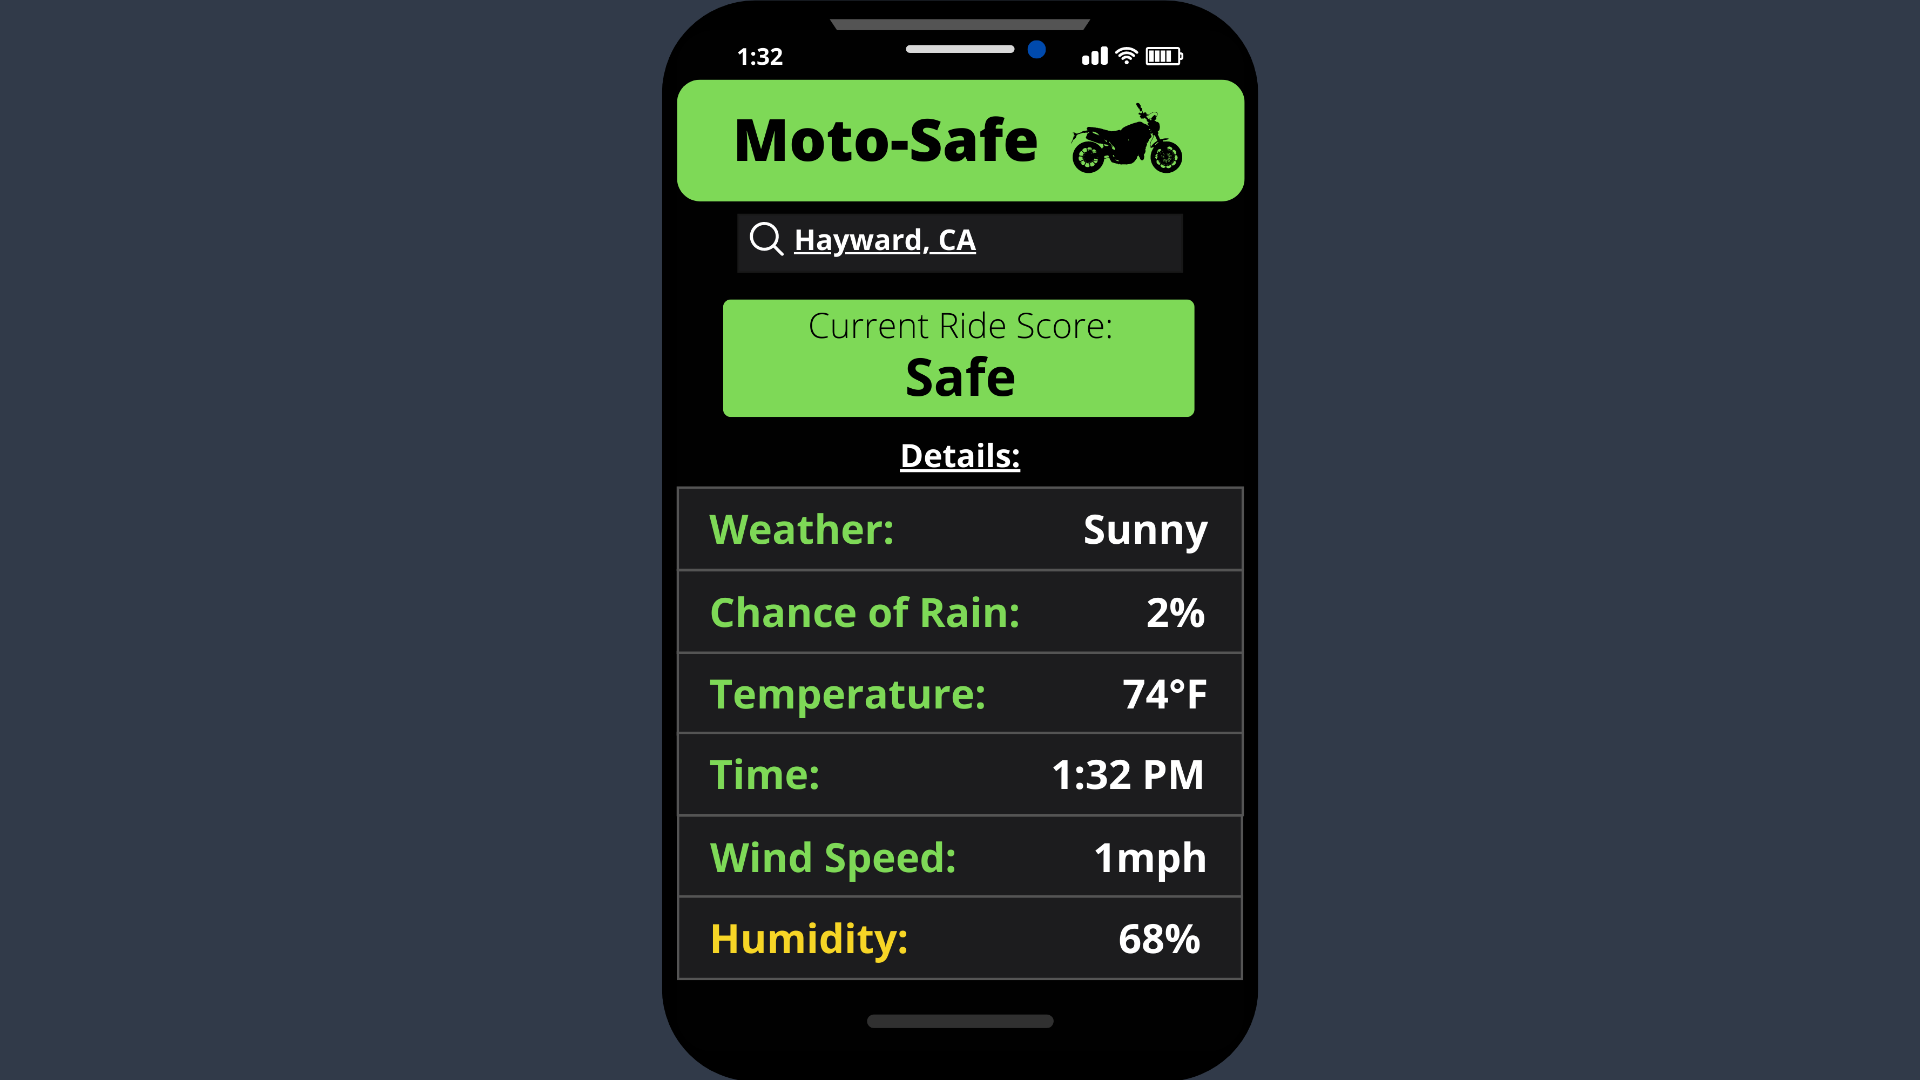 1:32
Moto-Safe
Hayward, CA
Current Ride Score:
Safe
Details:
Weather: Sunny
Chance of Rain: 2%
Temperature: 74°F
Time: 1:32 PM
Wind Speed: 1mph
Humidity: 68%